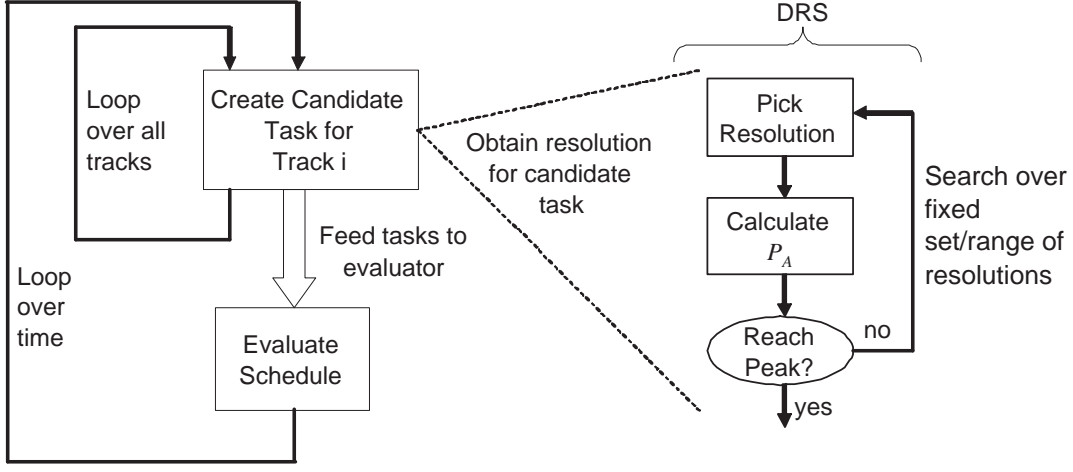 DRS
Create Candidate
Task for
Track i
Loop
over all
tracks
Feed tasks to
evaluator
Loop
over
time
Evaluate
Schedule
Obtain resolution
for candidate
task
Pick
Resolution
Calculate
P_A
Reach
Peak?
no
yes
Search over
fixed
set/range of
resolutions